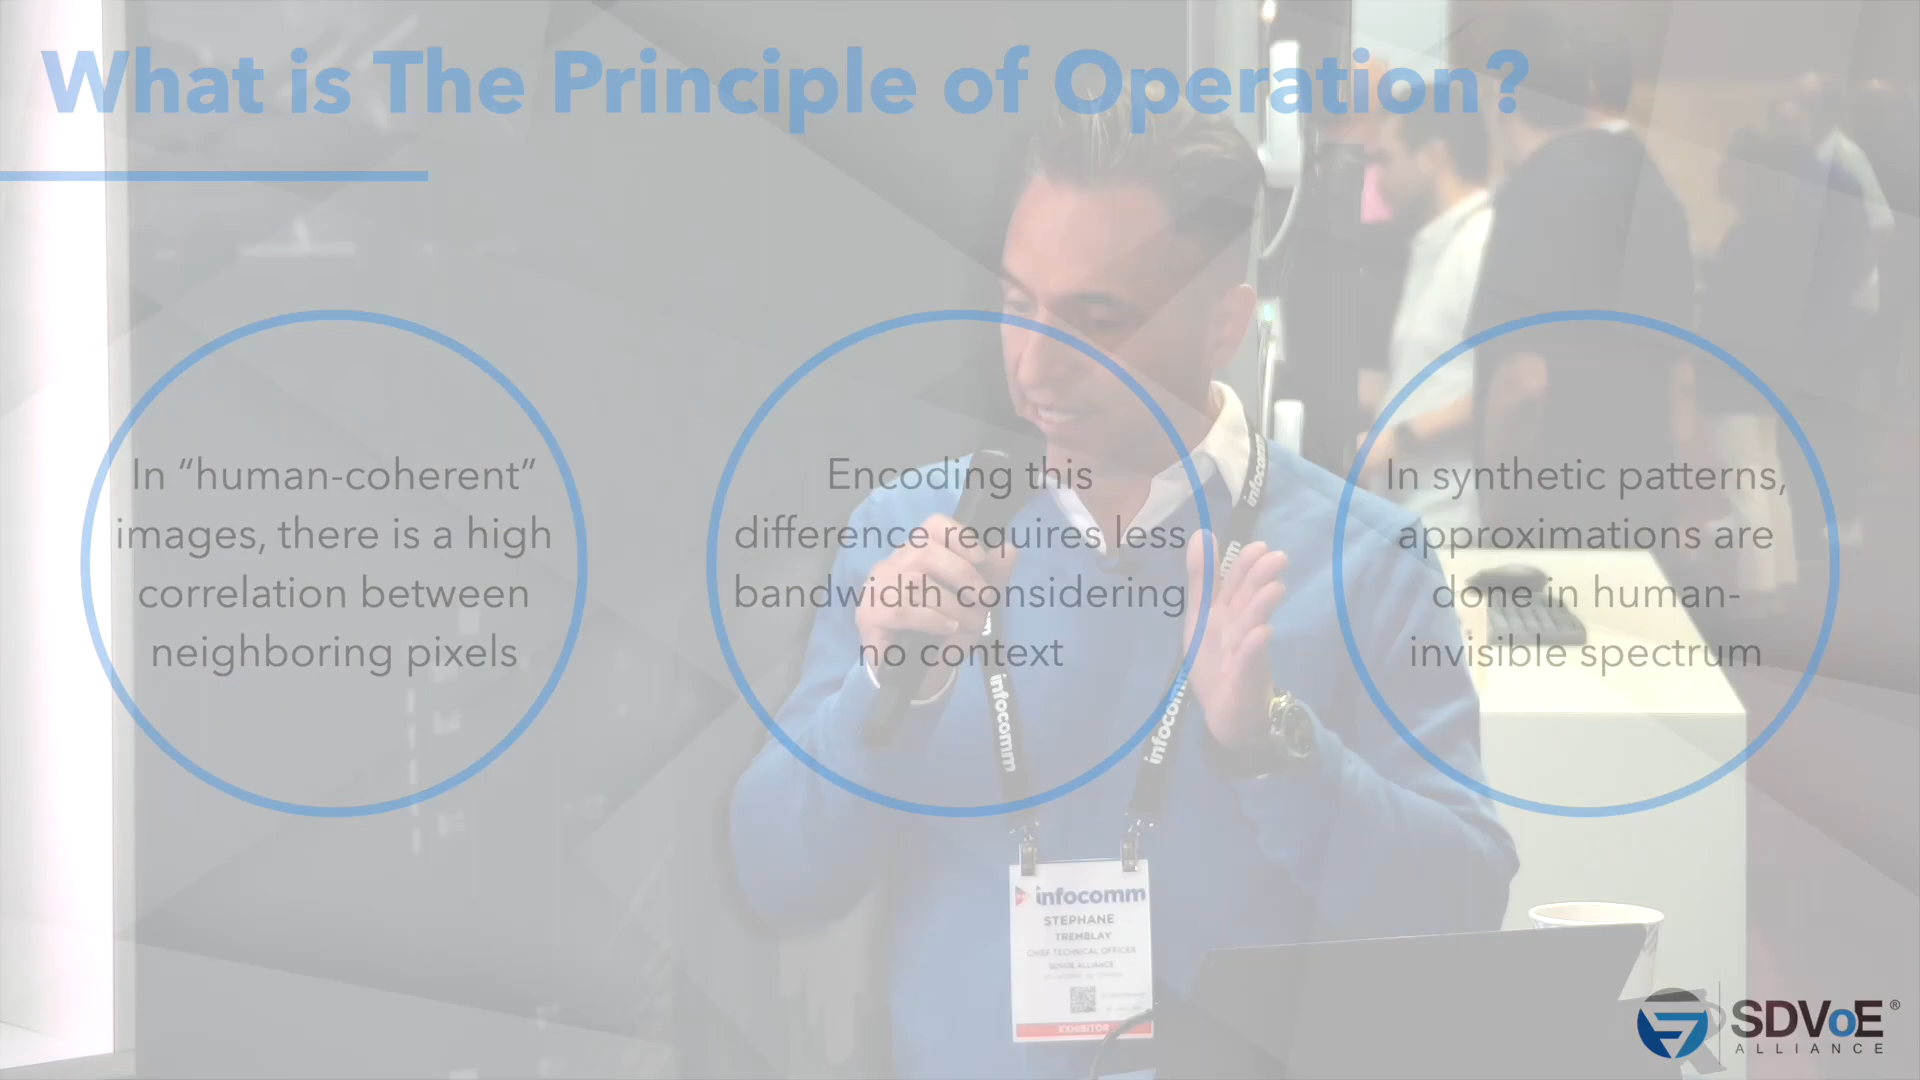 What is The Principle of Operation?
In “human-coherent”
images, there is a high
correlation between
neighboring pixels
Encoding this
difference requires less
bandwidth considering
no context
In synthetic patterns,
approximations are
done in human-
invisible spectrum
infocomm
infocomm
infocomm
infocomm
STEPHANE
TREMBLAY
CHIEF TECHNICAL OFFICER
SDVOE ALLIANCE
EXHIBITOR
SDVoE®
ALLIANCE